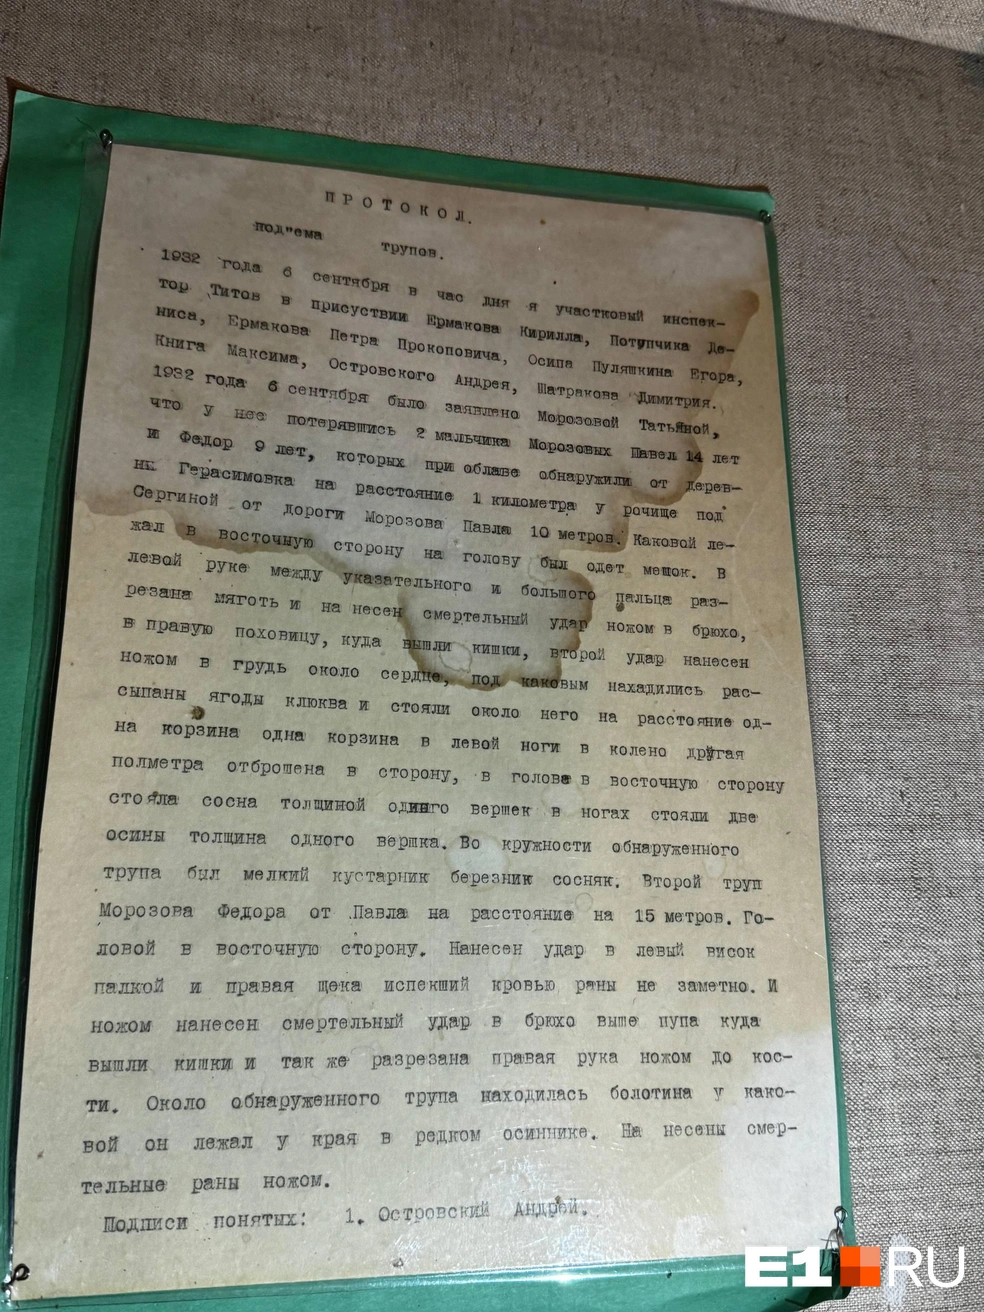 ПРОТОКОЛ.
под"ема трупов.
1932 года 6 сентября в час дня я участковый инспек-
тор Титов в присуствии Ермакова Кирилла, Потупчика Де-
ниса, Ермакова Петра Прокоповича, Осипа Пуляшкина Егора,
Книга Максима, Островского Андрея, Шатракова Димитрия.
1932 года 6 сентября было заявлено Морозовой Татьяной,
что у нее потерявшись 2 мальчика Морозовых Павел 14 лет
и Федор 9 лет, которых при облаве обнаружили от дерев-
ни Герасимовка на расстояние 1 километра у рочище под
Сергиной от дороги Морозова Павла 10 метров. Каковой ле-
жал в восточную сторону на голову был одет мешок. В
левой руке между указательного и большого пальца раз-
резана мяготь и на несен смертельный удар ножом в брюхо,
в правую поховицу, куда вышли кишки, второй удар нанесен
ножом в грудь около сердце, под каковым нахадились рас-
сыпаны ягоды клюква и стояли около него на расстояние од-
на корзина одна корзина в левой ноги в колено другая
полметра отброшена в сторону, в голова в восточную сторону
стояла сосна толщиной вершек в ногах стояли две
осины толщина одного вершка. Во кружности обнаруженного
трупа был мелкий кустарник березник сосняк. Второй труп
Морозова Федора от Павла на расстояние на 15 метров. Го-
ловой в восточную сторону. Нанесен удар в левый висок
палкой и правая щека испекший кровью раны не заметно. И
ножом нанесен смертельный удар в брюхо выше пупа куда
вышли кишки и так же разрезана правая рука ножом до кос-
ти. Около обнаруженного трупа находилась болотина у како-
вой он лежал у края в редком осиннике. На несены смер-
тельные раны ножом.
Подписи понятых: 1. Островский Андрей.
E1.RU